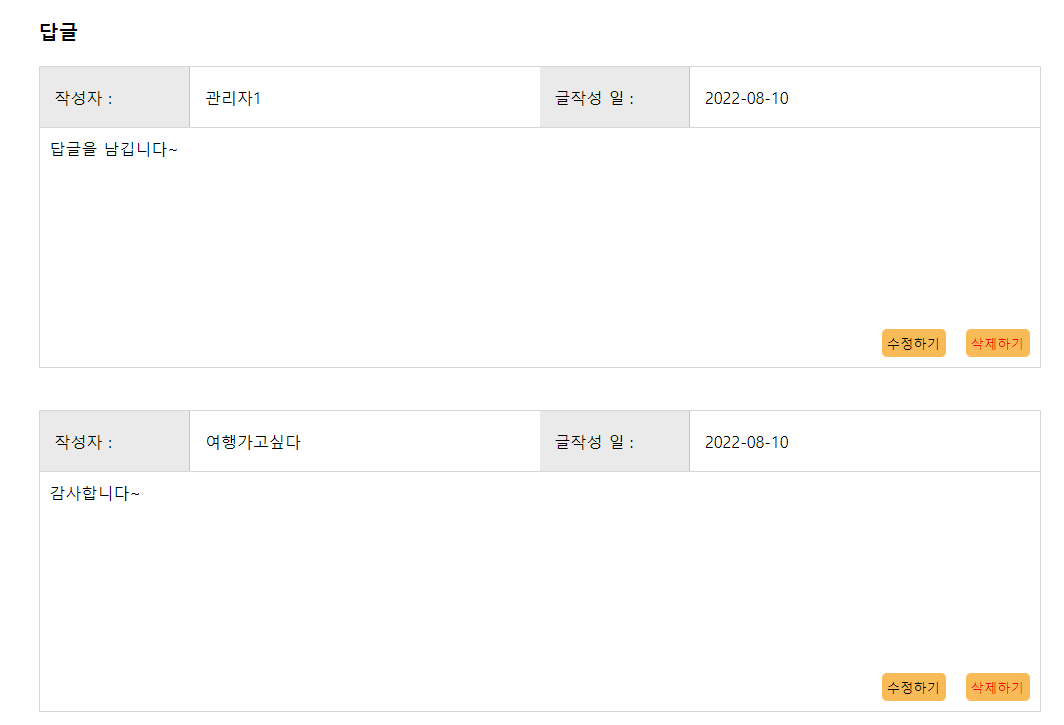 답글
작성자 : 관리자1 글작성 일 : 2022-08-10
답글을 남깁니다~
수정하기 삭제하기
작성자 : 여행가고싶다 글작성 일 : 2022-08-10
감사합니다~
수정하기 삭제하기